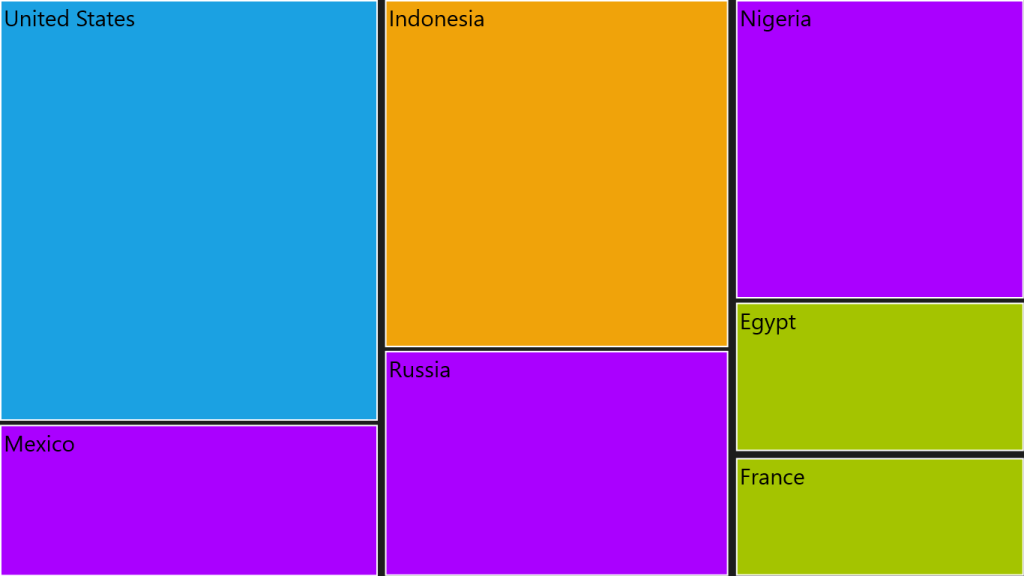 United States
Mexico
Indonesia
Russia
Nigeria
Egypt
France